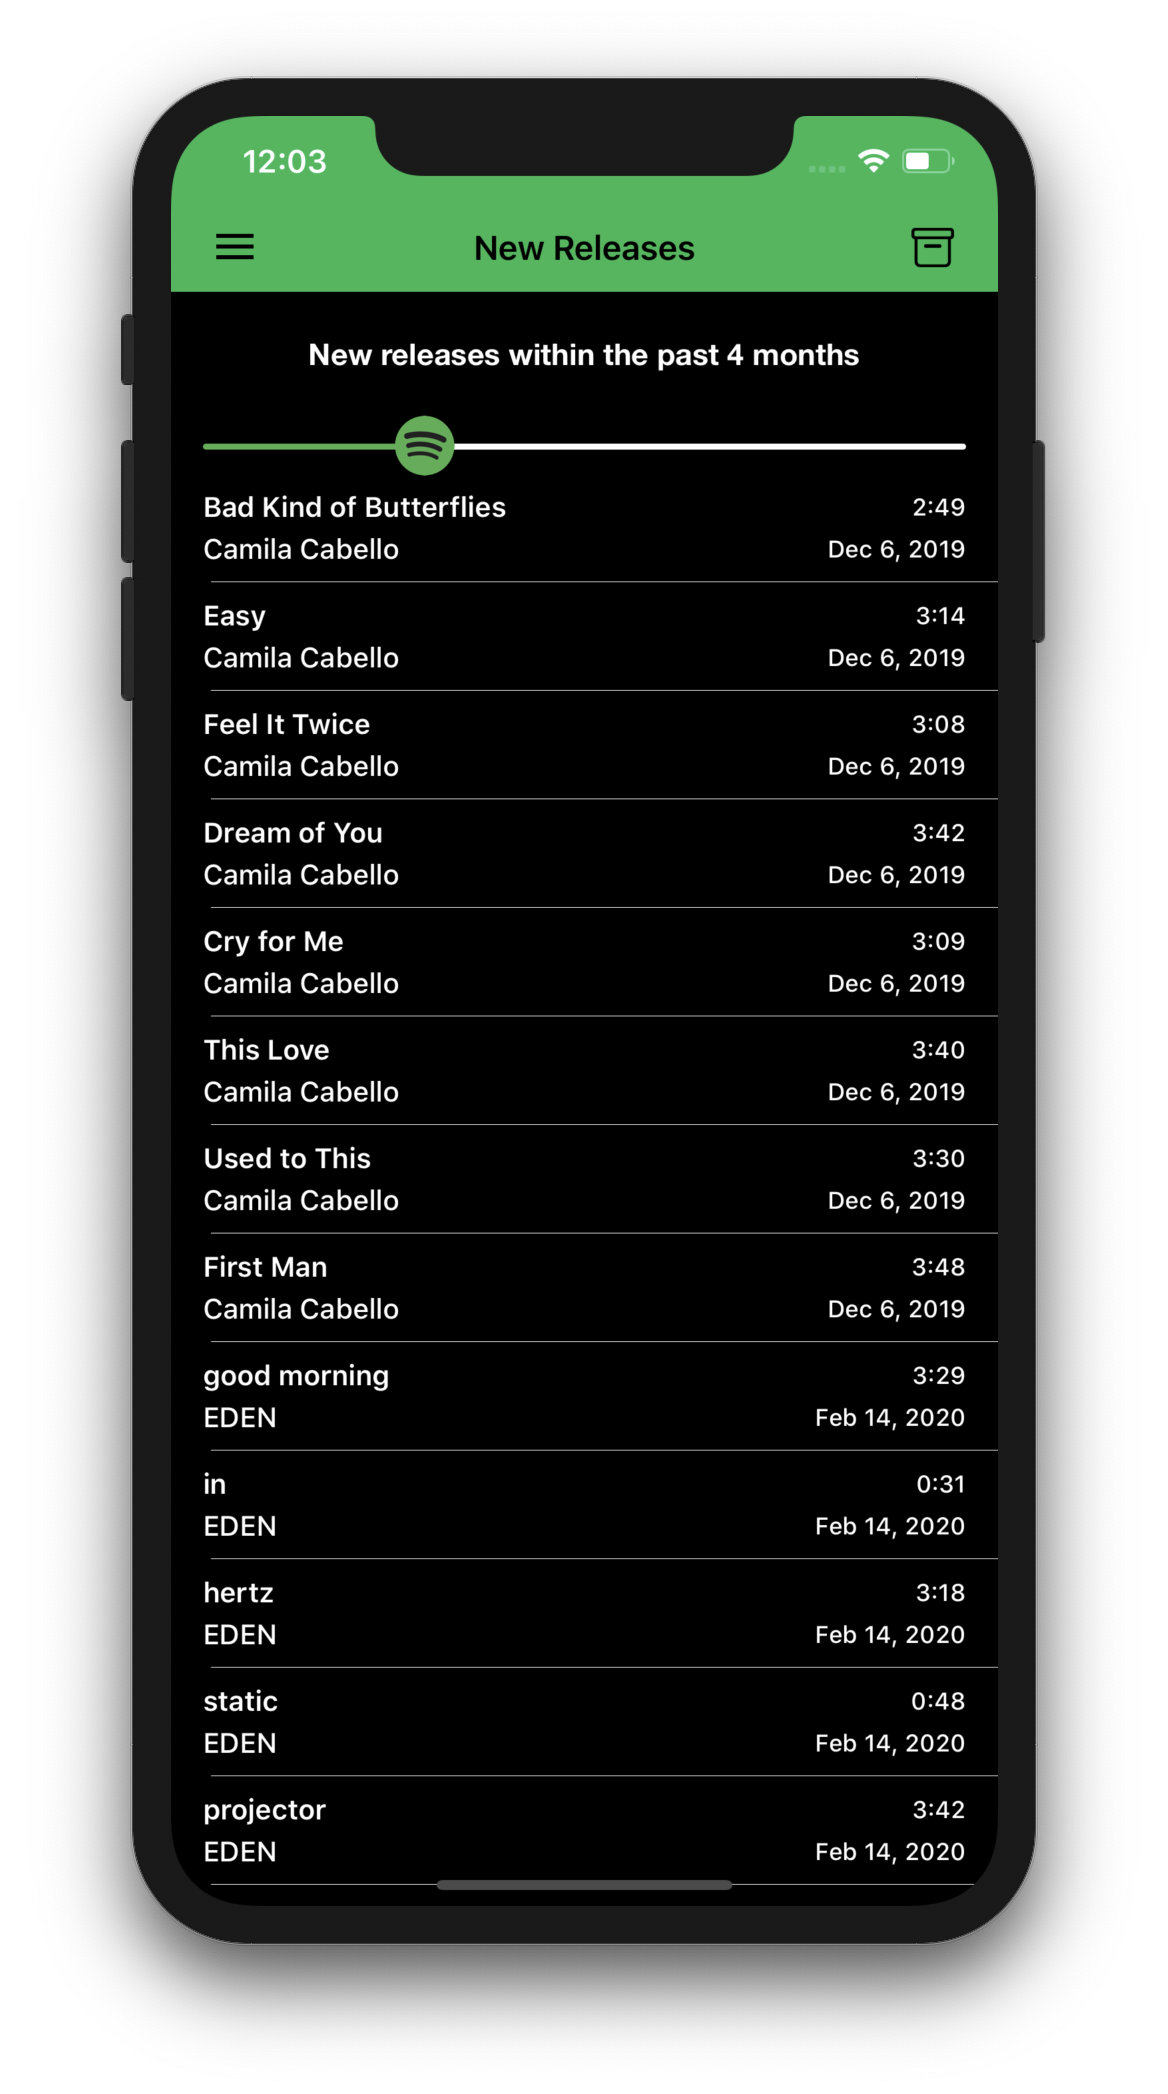 12:03
New Releases
New releases within the past 4 months
Bad Kind of Butterflies 2:49
Camila Cabello Dec 6, 2019
Easy 3:14
Camila Cabello Dec 6, 2019
Feel It Twice 3:08
Camila Cabello Dec 6, 2019
Dream of You 3:42
Camila Cabello Dec 6, 2019
Cry for Me 3:09
Camila Cabello Dec 6, 2019
This Love 3:40
Camila Cabello Dec 6, 2019
Used to This 3:30
Camila Cabello Dec 6, 2019
First Man 3:48
Camila Cabello Dec 6, 2019
good morning 3:29
EDEN Feb 14, 2020
in 0:31
EDEN Feb 14, 2020
hertz 3:18
EDEN Feb 14, 2020
static 0:48
EDEN Feb 14, 2020
projector 3:42
EDEN Feb 14, 2020